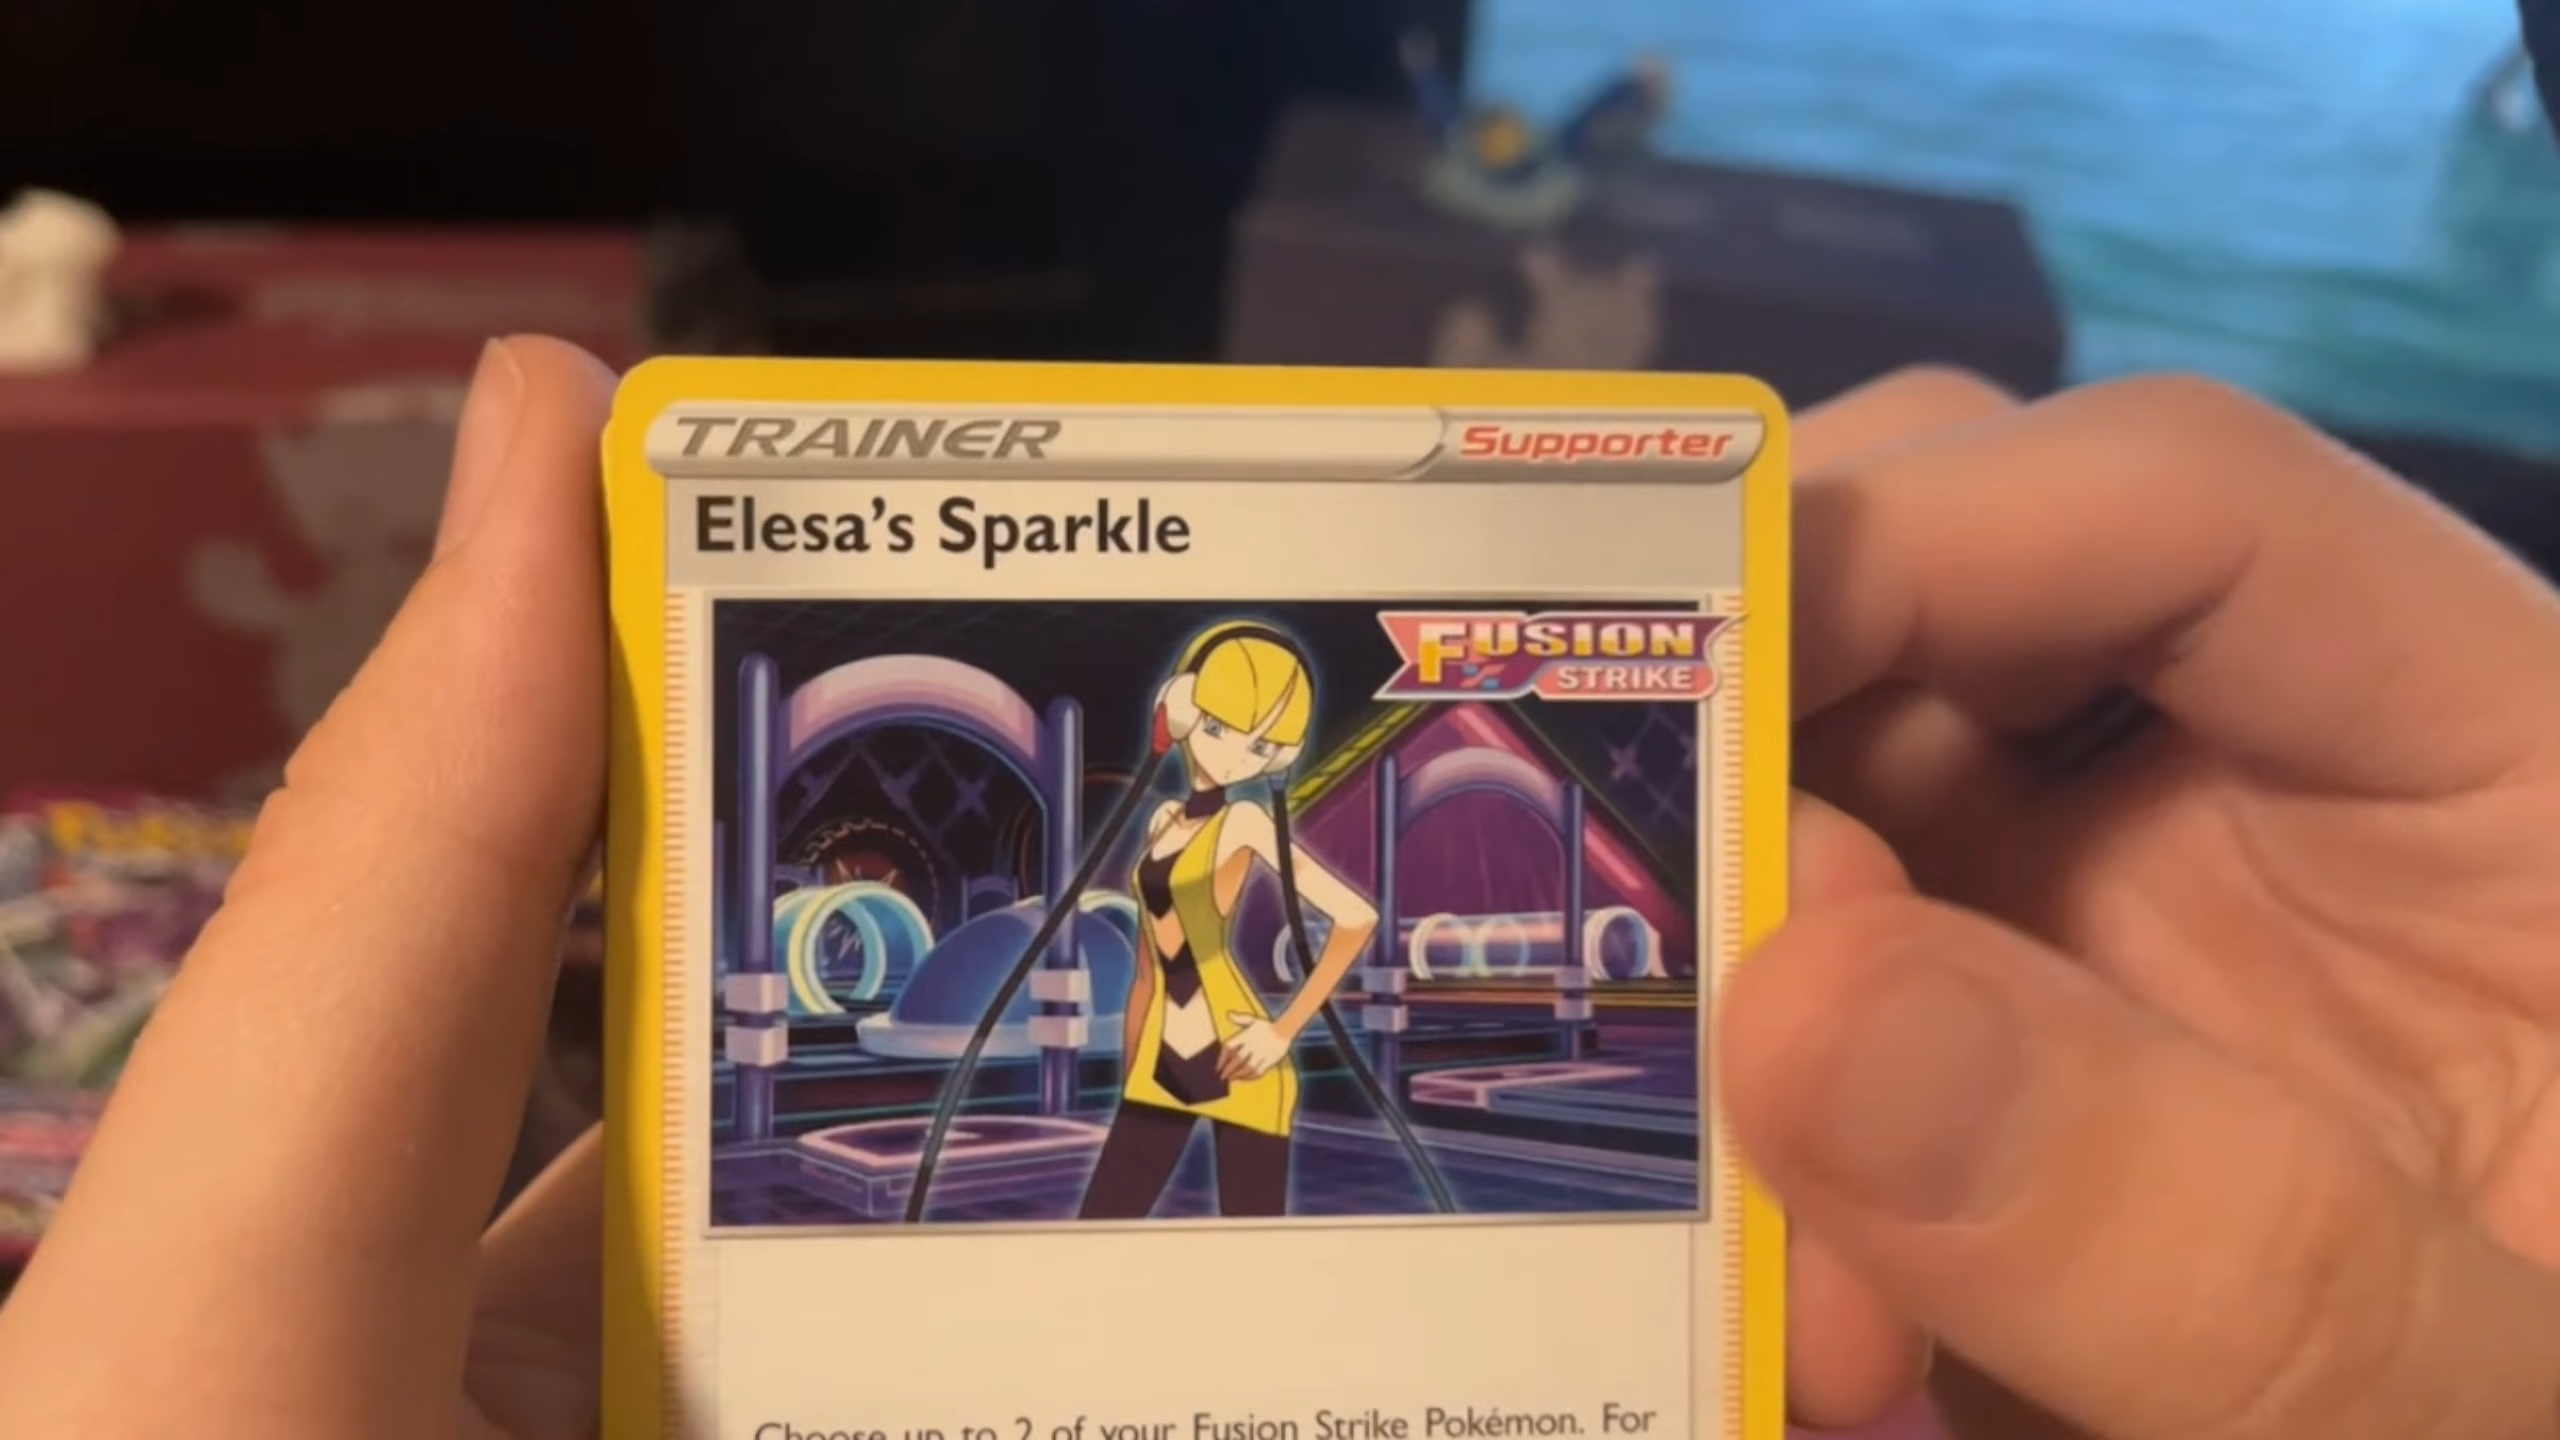 TRAINER
Supporter
Elesa's Sparkle
FUSION
STRIKE
Choose up to 2 of your Fusion Strike Pokémon. For